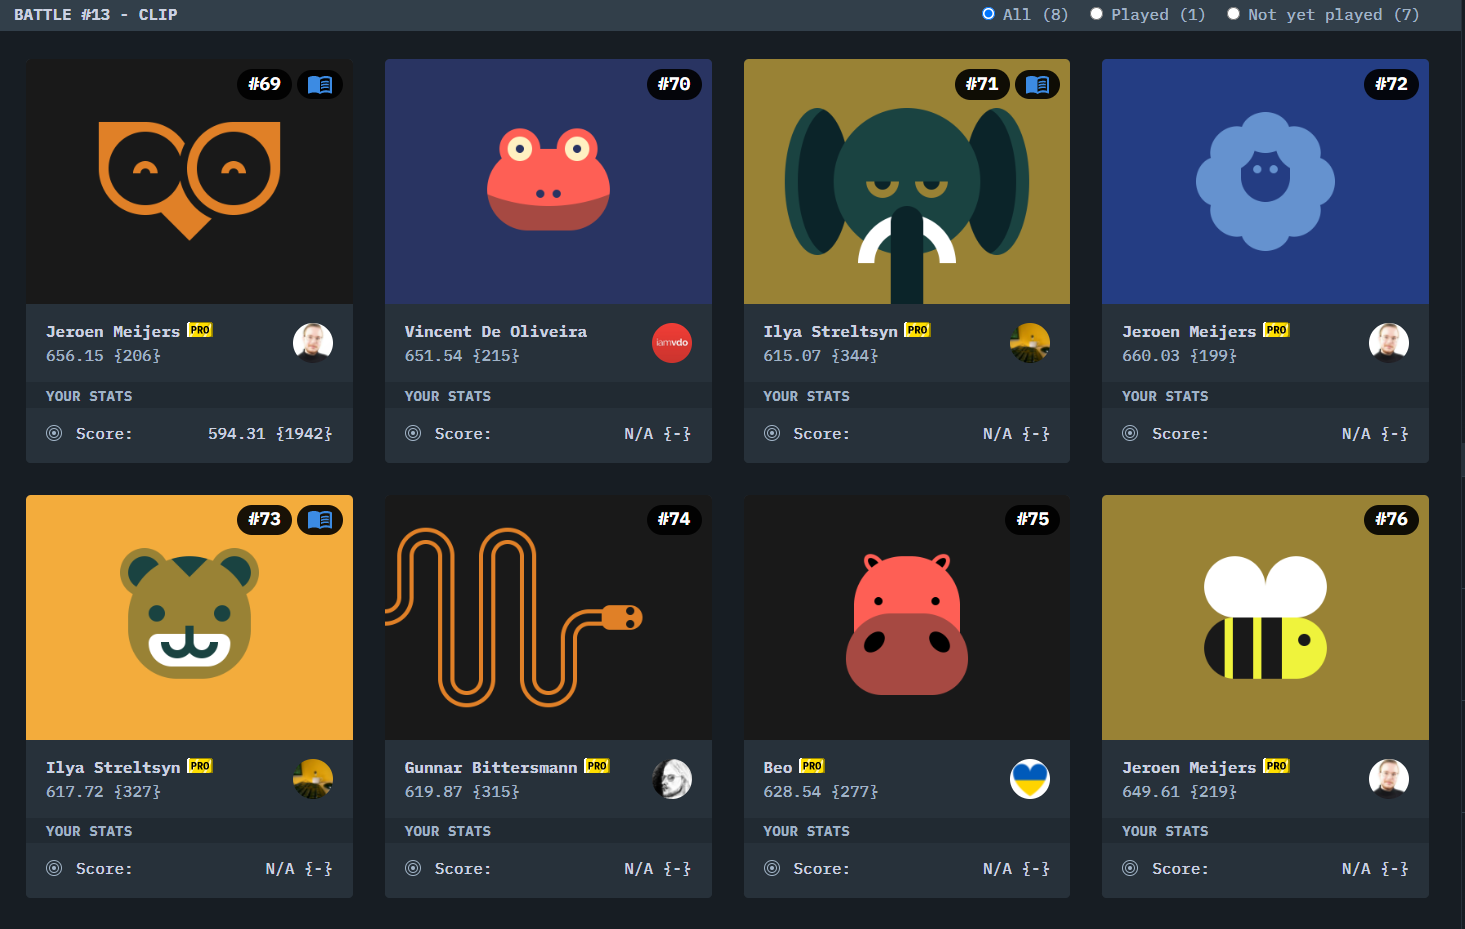 BATTLE #13 - CLIP
All (8) Played (1) Not yet played (7)
#69
#70
#71
#72
Jeroen Meijers PRO
656.15 {206}
YOUR STATS
Score: 594.31 {1942}
Vincent De Oliveira
651.54 {215}
iamvdo
YOUR STATS
Score: N/A {-}
Ilya Streltsyn PRO
615.07 {344}
YOUR STATS
Score: N/A {-}
Jeroen Meijers PRO
660.03 {199}
YOUR STATS
Score: N/A {-}
#73
#74
#75
#76
Ilya Streltsyn PRO
617.72 {327}
YOUR STATS
Score: N/A {-}
Gunnar Bittersmann PRO
619.87 {315}
YOUR STATS
Score: N/A {-}
Beo PRO
628.54 {277}
YOUR STATS
Score: N/A {-}
Jeroen Meijers PRO
649.61 {219}
YOUR STATS
Score: N/A {-}